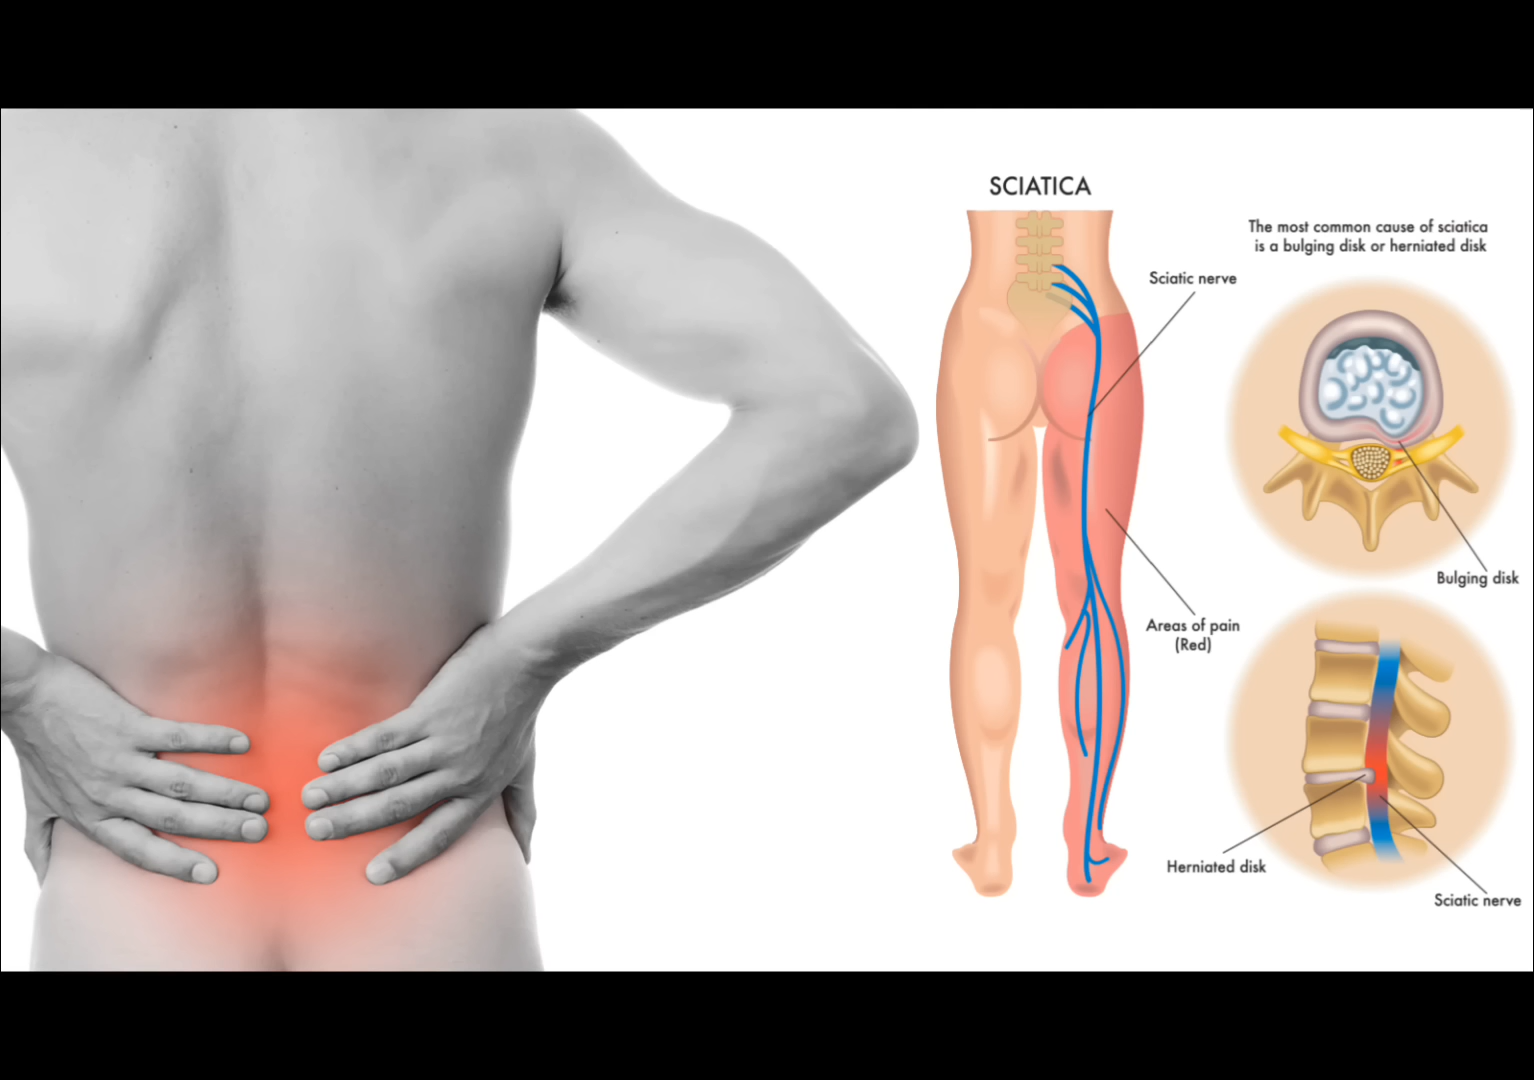 SCIATICA
The most common cause of sciatica
is a bulging disk or herniated disk
Sciatic nerve
Bulging disk
Areas of pain
(Red)
Herniated disk
Sciatic nerve